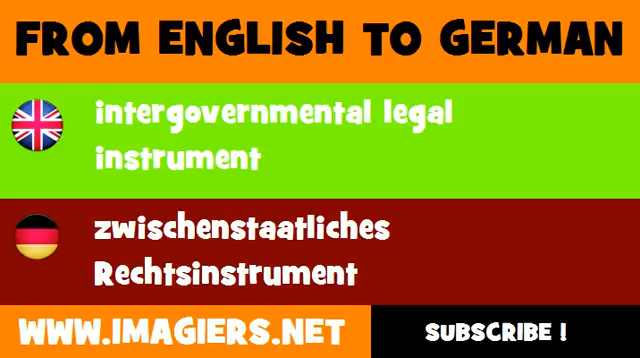 FROM ENGLISH TO GERMAN
intergovernmental legal
instrument
zwischenstaatliches
Rechtsinstrument
WWW.IMAGIERS.NET
SUBSCRIBE !